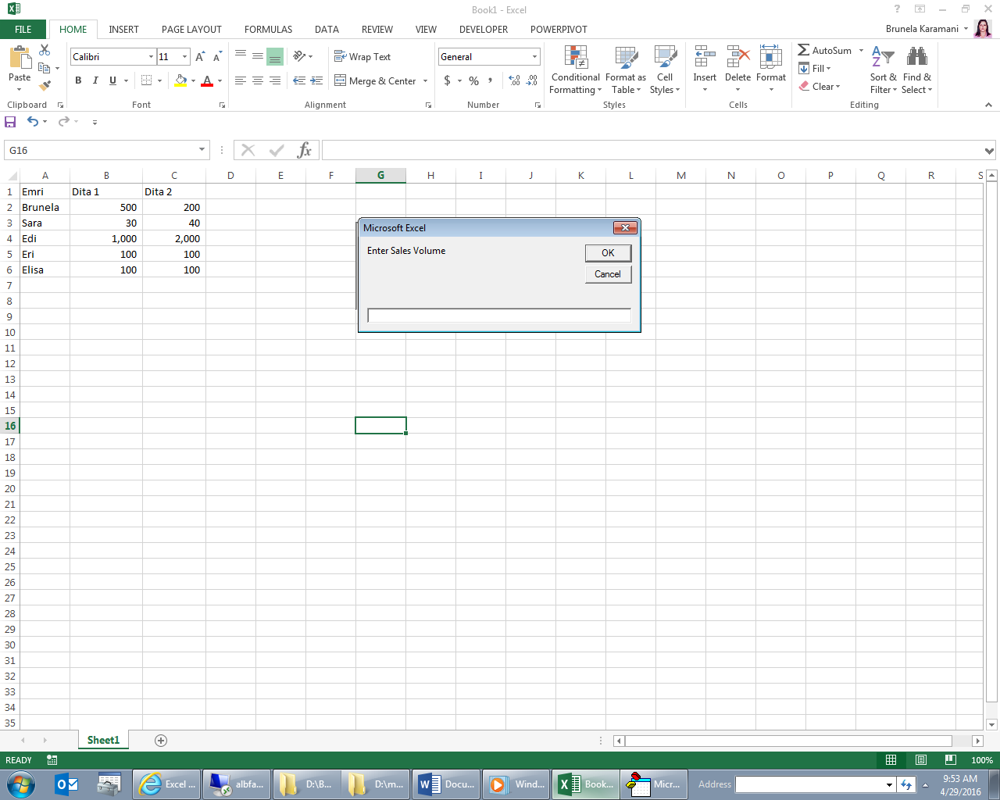 Book1 - Excel
FILE HOME INSERT PAGE LAYOUT FORMULAS DATA REVIEW VIEW DEVELOPER POWERPIVOT Brunela Karamani
Paste
Calibri 11
B I U
Wrap Text
Merge & Center
General
$ % ,
Conditional Formatting
Format as Table
Cell Styles
Insert Delete Format
AutoSum
Fill
Clear
Sort & Filter
Find & Select
Clipboard Font Alignment Number Styles Cells Editing
G16 fx
A B C D E F G H I J K L M N O P Q R S
1 Emri Dita 1 Dita 2
2 Brunela 500 200
3 Sara 30 40
4 Edi 1,000 2,000
5 Eri 100 100
6 Elisa 100 100
7
8
9
10
11
12
13
14
15
16
17
18
19
20
21
22
23
24
25
26
27
28
29
30
31
32
33
34
35
Microsoft Excel
Enter Sales Volume
OK
Cancel
Sheet1
READY 100%
Excel ... albfa... D:\B... D:\m... Docu... Wind... Book... Micr... Address 9:53 AM
4/29/2016